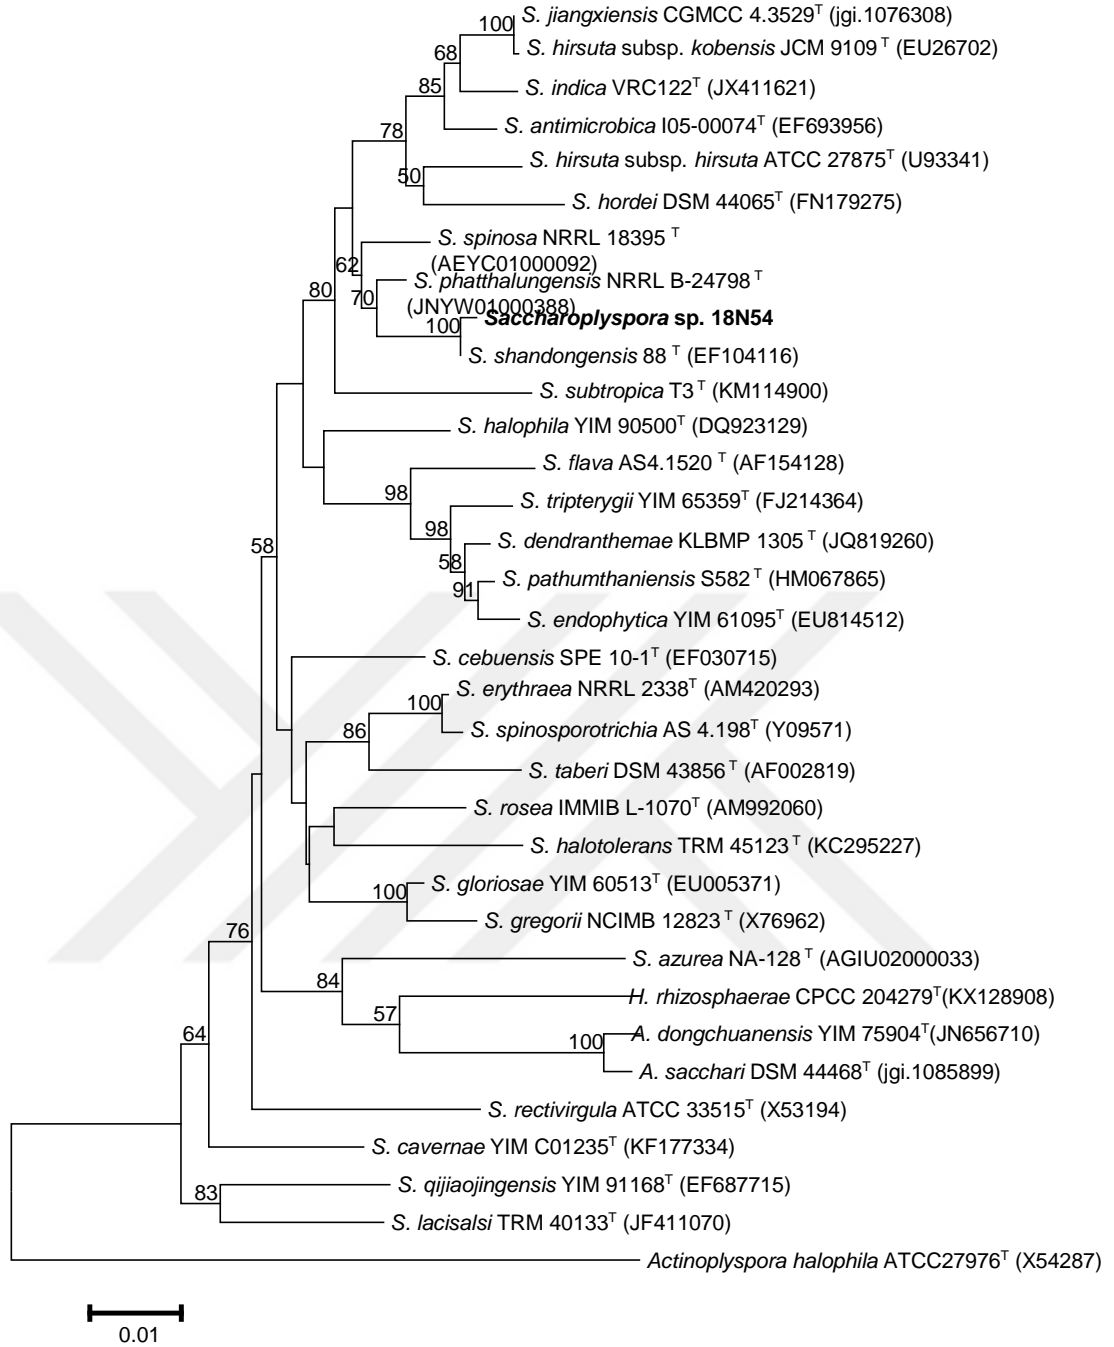 S. jiangxiensis CGMCC 4.3529T (jgi.1076308)
100
S. hirsuta subsp. kobensis JCM 9109 T (EU26702)
68
S. indica VRC122T (JX411621)
85
S. antimicrobica I05-00074T (EF693956)
78
S. hirsuta subsp. hirsuta ATCC 27875T (U93341)
50
S. hordei DSM 44065T (FN179275)
S. spinosa NRRL 18395 T
(AEYC01000092)
62
S. phatthalungensis NRRL B-24798 T
(JNYW01000388)
80
70
Saccharoplyspora sp. 18N54
100
S. shandongensis 88 T (EF104116)
S. subtropica T3 T (KM114900)
S. halophila YIM 90500T (DQ923129)
S. flava AS4.1520 T (AF154128)
98
S. tripterygii YIM 65359T (FJ214364)
98
S. dendranthemae KLBMP 1305 T (JQ819260)
58
58
S. pathumthaniensis S582 T (HM067865)
91
S. endophytica YIM 61095T (EU814512)
S. cebuensis SPE 10-1T (EF030715)
S. erythraea NRRL 2338T (AM420293)
100
S. spinosporotrichia AS 4.198T (Y09571)
86
S. taberi DSM 43856 T (AF002819)
S. rosea IMMIB L-1070T (AM992060)
S. halotolerans TRM 45123 T (KC295227)
S. gloriosae YIM 60513T (EU005371)
100
S. gregorii NCIMB 12823 T (X76962)
76
S. azurea NA-128 T (AGIU02000033)
84
H. rhizosphaerae CPCC 204279T(KX128908)
57
A. dongchuanensis YIM 75904T(JN656710)
100
64
A. sacchari DSM 44468T (jgi.1085899)
S. rectivirgula ATCC 33515T (X53194)
S. cavernae YIM C01235T (KF177334)
S. qijiaojingensis YIM 91168T (EF687715)
83
S. lacisalsi TRM 40133T (JF411070)
Actinoplyspora halophila ATCC27976T (X54287)
0.01